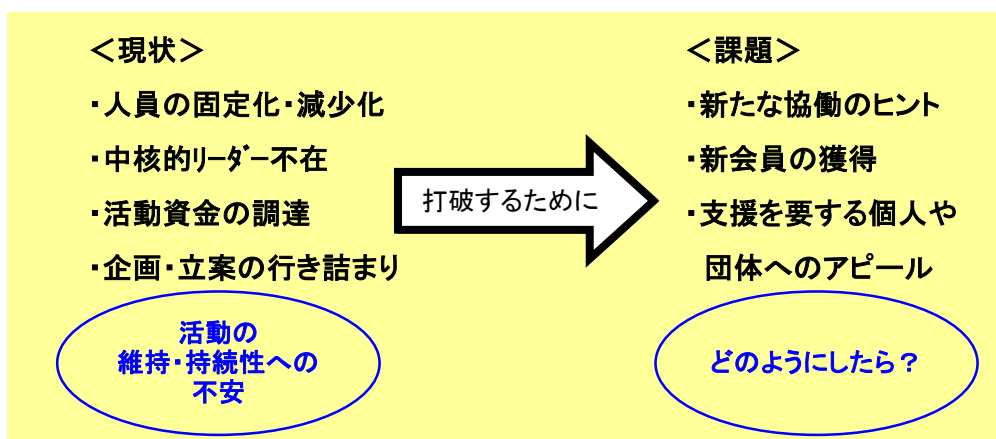 ＜現状＞
・人員の固定化・減少化
・中核的ﾘｰﾀﾞｰ不在
・活動資金の調達
・企画・立案の行き詰まり
活動の
維持・持続性への
不安
打破するために
＜課題＞
・新たな協働のヒント
・新会員の獲得
・支援を要する個人や
団体へのアピール
どのようにしたら？